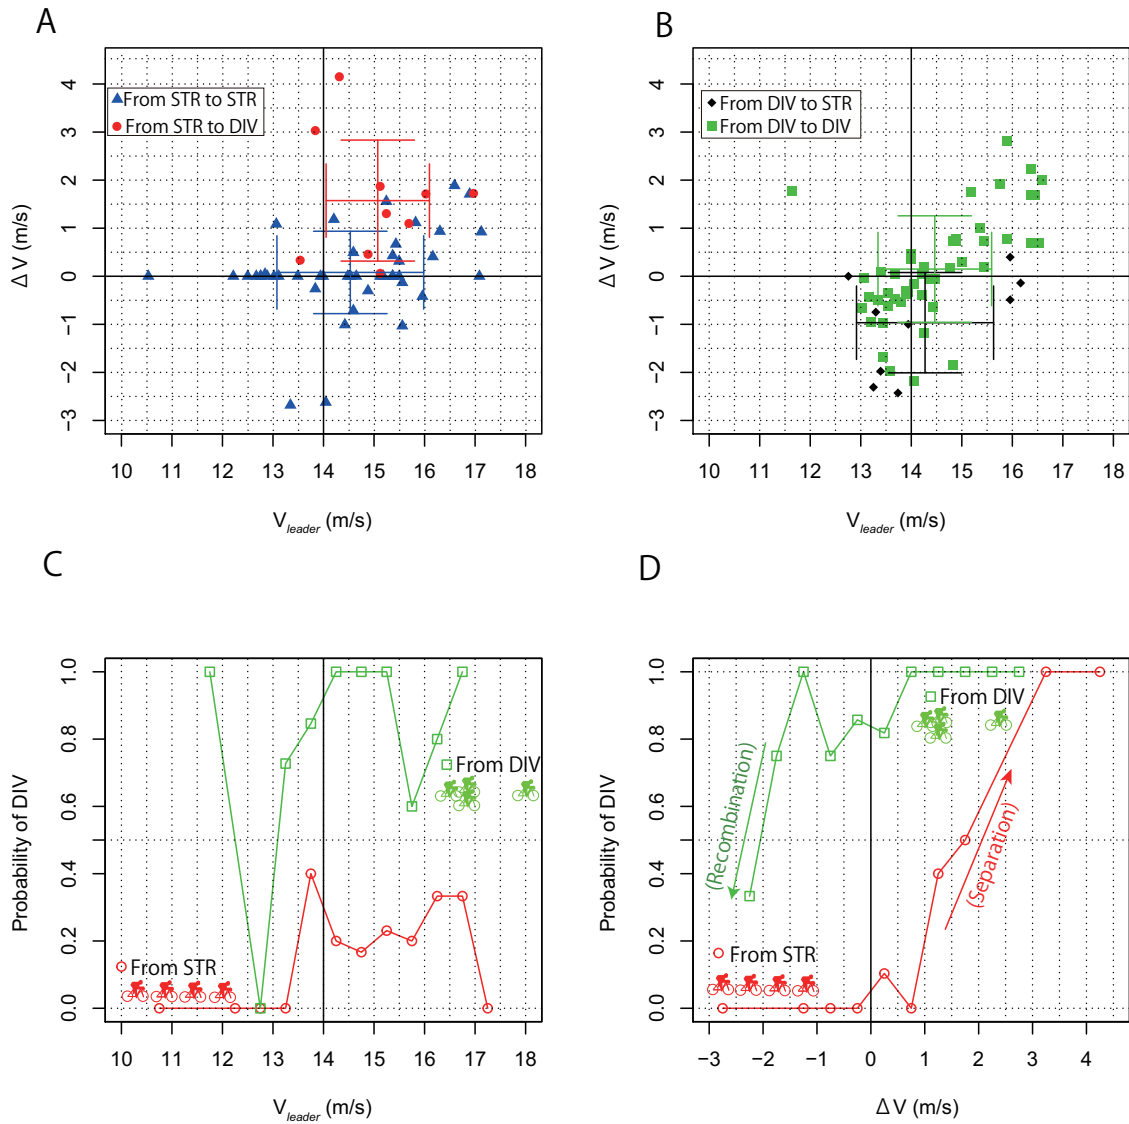 A
ΔV (m/s)
4
3
2
1
0
−1
−2
−3
From STR to STR
From STR to DIV
10 11 12 13 14 15 16 17 18
Vleader (m/s)
B
ΔV (m/s)
4
3
2
1
0
−1
−2
−3
From DIV to STR
From DIV to DIV
10 11 12 13 14 15 16 17 18
Vleader (m/s)
C
Probability of DIV
1.0
0.8
0.6
0.4
0.2
0.0
From DIV
From STR
10 11 12 13 14 15 16 17 18
Vleader (m/s)
D
Probability of DIV
1.0
0.8
0.6
0.4
0.2
0.0
From DIV
(Recombination)
(Separation)
From STR
−3 −2 −1 0 1 2 3 4
ΔV (m/s)